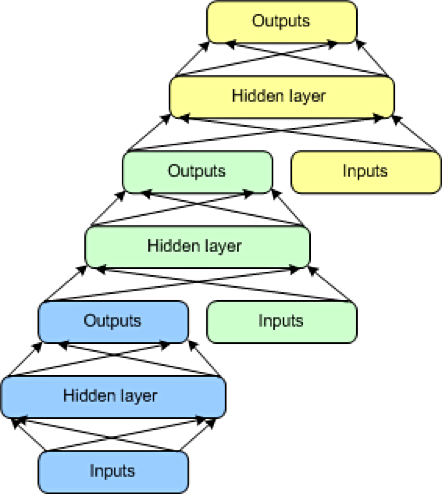 Outputs
Hidden layer
Outputs
Inputs
Hidden layer
Outputs
Inputs
Hidden layer
Inputs